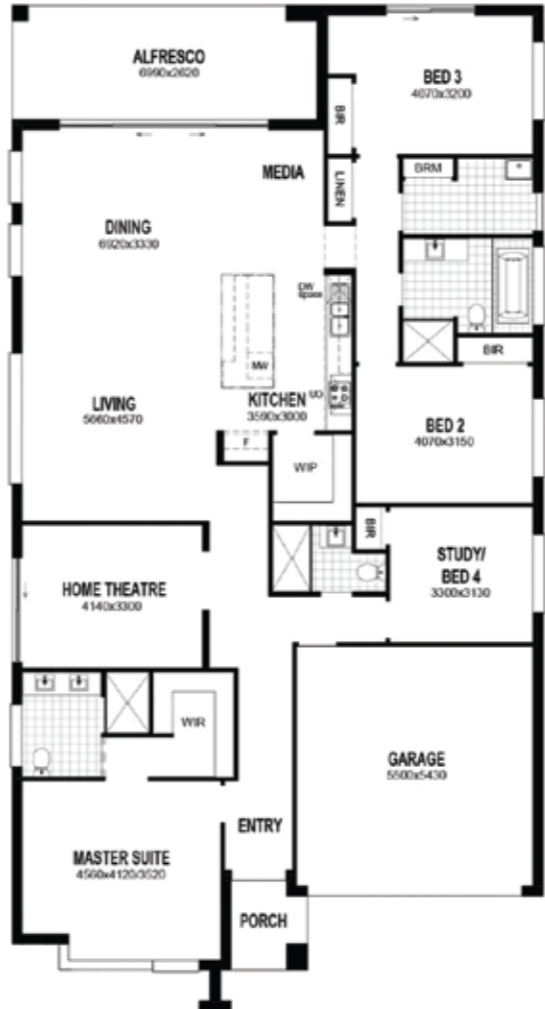 ALFRESCO
6990x2620
BED 3
4070x3200
BIR
MEDIA
LINEN
BRM
DINING
6920x3330
DW
Space
MW
BIR
LIVING
5660x4570
KITCHEN
3590x3000
UO
BED 2
4070x3150
F
WIP
BIR
STUDY/
BED 4
3300x3130
HOME THEATRE
4140x3300
WIR
GARAGE
5500x5430
ENTRY
MASTER SUITE
4560x4120/3520
PORCH